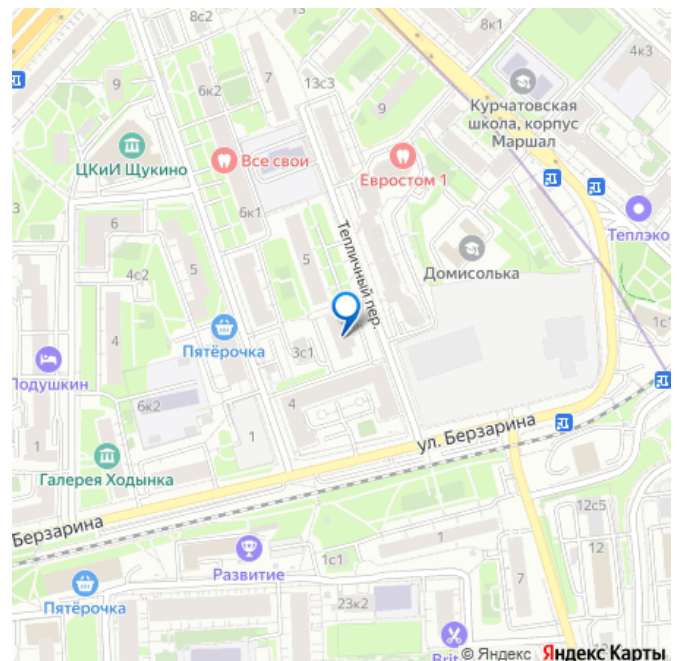 8с2
8к1
9
6к2
7
13с3
9
4к3
Курчатовская
школа, корпус
Маршал
ЦКиИ Щукино
Все свои
Евростом 1
Теплэко
6
6к1
Тепличный пер.
4с2
5
5
Домисолька
1с1
4
Пятёрочка
3с1
Подушкин
6к2
4
1
1
ул. Берзарина
Галерея Ходынка
Берзарина
12с5
1
12
1с1
Развитие
7
Пятёрочка
23к2
Brit
© Яндекс Яндекс Карты